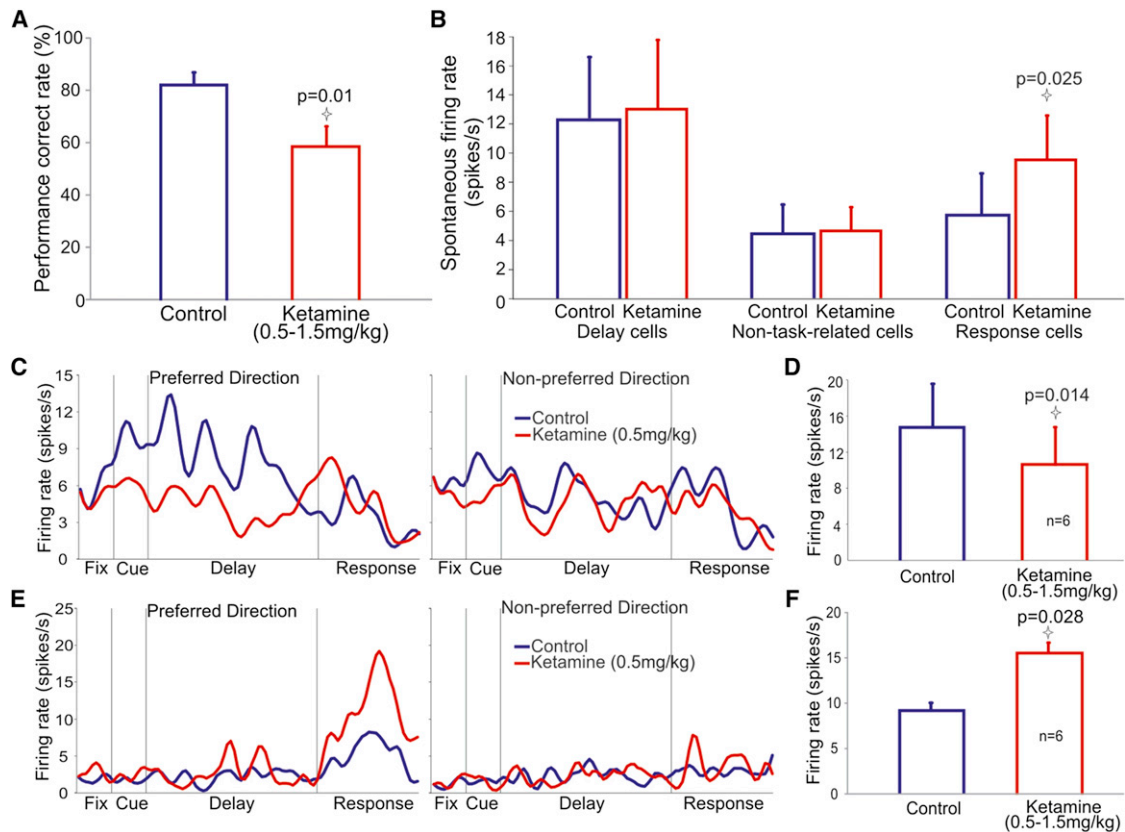 A
Performance correct rate (%)
100
80
60
40
20
0
p=0.01
Control
Ketamine
(0.5-1.5mg/kg)
B
Spontaneous firing rate
(spikes/s)
18
16
14
12
10
8
6
4
2
0
p=0.025
Control Ketamine
Delay cells
Control Ketamine
Non-task-related cells
Control Ketamine
Response cells
C
Firing rate (spikes/s)
15
12
9
6
3
0
Preferred Direction
Fix Cue Delay Response
Non-preferred Direction
Control
Ketamine (0.5mg/kg)
Fix Cue Delay Response
D
Firing rate (spikes/s)
20
16
12
8
4
0
p=0.014
n=6
Control
Ketamine
(0.5-1.5mg/kg)
E
Firing rate (spikes/s)
25
20
15
10
5
0
Preferred Direction
Fix Cue Delay Response
Non-preferred Direction
Control
Ketamine (0.5mg/kg)
Fix Cue Delay Response
F
Firing rate (spikes/s)
20
15
10
5
0
p=0.028
n=6
Control
Ketamine
(0.5-1.5mg/kg)